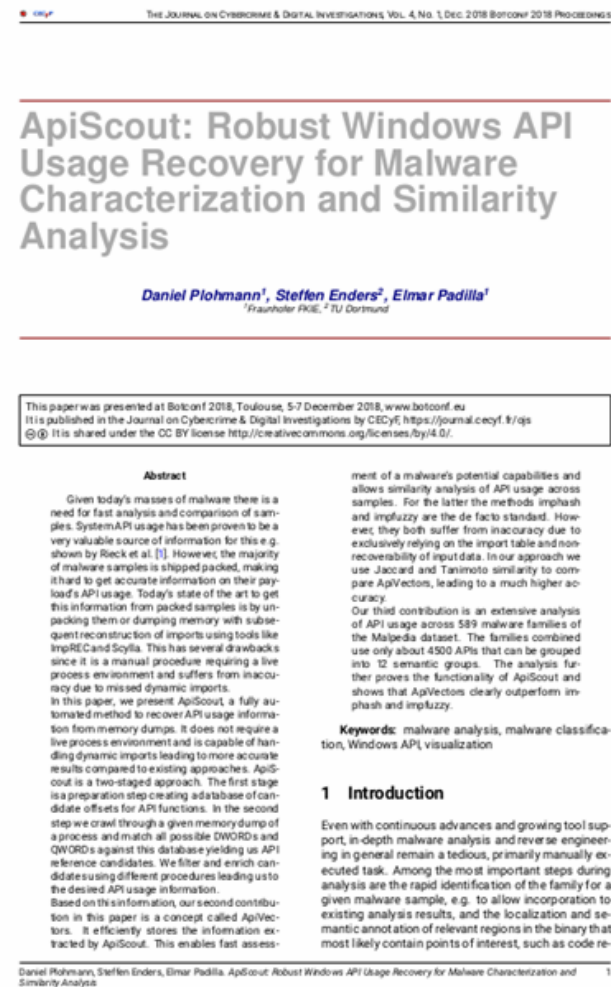 CECyF THE JOURNAL ON CYBERCRIME & DIGITAL INVESTIGATIONS, VOL. 4, NO. 1, DEC. 2018 BOTCONF 2018 PROCEEDINGS
ApiScout: Robust Windows API
Usage Recovery for Malware
Characterization and Similarity
Analysis
Daniel Plohmann¹, Steffen Enders², Elmar Padilla¹
¹Fraunhofer FKIE, ² TU Dortmund
This paper was presented at Botconf 2018, Toulouse, 5-7 December 2018, www.botconf.eu
It is published in the Journal on Cybercrime & Digital Investigations by CECyF, https://journal.cecyf.fr/ojs
It is shared under the CC BY license http://creativecommons.org/licenses/by/4.0/.
Abstract
Given today's masses of malware there is a
need for fast analysis and comparison of sam-
ples. System API usage has been proven to be a
very valuable source of information for this e.g.
shown by Rieck et al. [1]. However, the majority
of malware samples is shipped packed, making
it hard to get accurate information on their pay-
load's API usage. Today's state of the art to get
this information from packed samples is by un-
packing them or dumping memory with subse-
quent reconstruction of imports using tools like
ImpREC and Scylla. This has several drawbacks
since it is a manual procedure requiring a live
process environment and suffers from inaccu-
racy due to missed dynamic imports.
In this paper, we present ApiScout, a fully au-
tomated method to recover API usage informa-
tion from memory dumps. It does not require a
live process environment and is capable of han-
dling dynamic imports leading to more accurate
results compared to existing approaches. ApiS-
cout is a two-staged approach. The first stage
is a preparation step creating a database of can-
didate offsets for API functions. In the second
step we crawl through a given memory dump of
a process and match all possible DWORDs and
QWORDs against this database yielding us API
reference candidates. We filter and enrich can-
didates using different procedures leading us to
the desired API usage information.
Based on this information, our second contribu-
tion in this paper is a concept called ApiVec-
tors. It efficiently stores the information ex-
tracted by ApiScout. This enables fast assess-
ment of a malware's potential capabilities and
allows similarity analysis of API usage across
samples. For the latter the methods imphash
and impfuzzy are the de facto standard. How-
ever, they both suffer from inaccuracy due to
exclusively relying on the import table and non-
recoverability of input data. In our approach we
use Jaccard and Tanimoto similarity to com-
pare ApiVectors, leading to a much higher ac-
curacy.
Our third contribution is an extensive analysis
of API usage across 589 malware families of
the Malpedia dataset. The families combined
use only about 4500 APIs that can be grouped
into 12 semantic groups. The analysis fur-
ther proves the functionality of ApiScout and
shows that ApiVectors clearly outperform im-
phash and impfuzzy.
Keywords: malware analysis, malware classifica-
tion, Windows API, visualization
1 Introduction
Even with continuous advances and growing tool sup-
port, in-depth malware analysis and reverse engineer-
ing in general remain a tedious, primarily manually ex-
ecuted task. Among the most important steps during
analysis are the rapid identification of the family for a
given malware sample, e.g. to allow incorporation to
existing analysis results, and the localization and se-
mantic annotation of relevant regions in the binary that
most likely contain points of interest, such as code re-
Daniel Plohmann, Steffen Enders, Elmar Padilla. ApiScout: Robust Windows API Usage Recovery for Malware Characterization and 1
Similarity Analysis